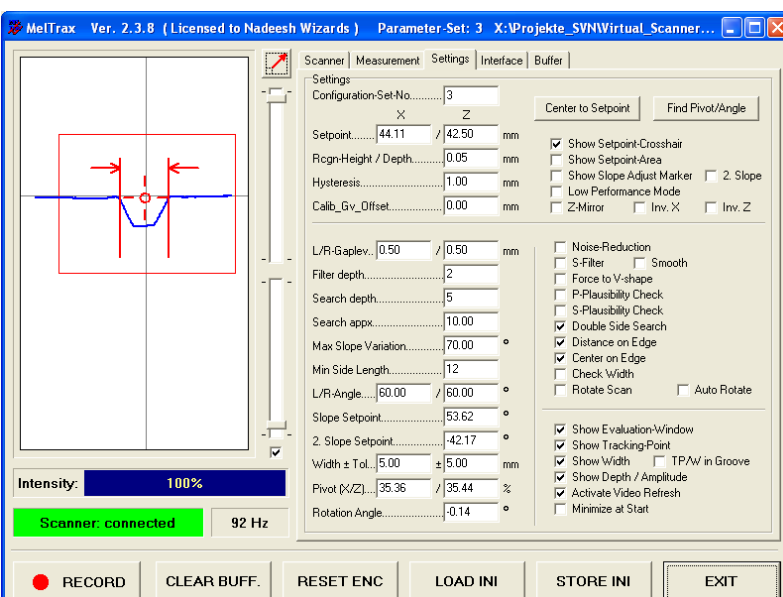 MelTrax Ver. 2.3.8 ( Licensed to Nadeesh Wizards ) Parameter-Set: 3 X:\Projekte_SVN\Virtual_Scanner...
Scanner Measurement Settings Interface Buffer
Settings
Configuration-Set-No.......... 3
X Z
Setpoint........ 44.11 / 42.50 mm
Rcgn-Height / Depth........ 0.05 mm
Hysteresis.................... 1.00 mm
Calib_Gv_Offset.............. 0.00 mm
Center to Setpoint Find Pivot/Angle
Show Setpoint-Crosshair
Show Setpoint-Area
Show Slope Adjust Marker 2. Slope
Low Performance Mode
Z-Mirror Inv. X Inv. Z
L/R-Gaplev.. 0.50 / 0.50 mm
Filter depth.................... 2
Search depth.................. 5
Search appx................... 10.00
Max Slope Variation......... 70.00 °
Min Side Length.............. 12
L/R-Angle..... 60.00 / 60.00 °
Slope Setpoint................ 53.62 °
2. Slope Setpoint............. -42.17 °
Width ± Tol... 5.00 ± 5.00 mm
Pivot (X/Z).... 35.36 / 35.44 %
Rotation Angle................ -0.14 °
Noise-Reduction
S-Filter Smooth
Force to V-shape
P-Plausibility Check
S-Plausibility Check
Double Side Search
Distance on Edge
Center on Edge
Check Width
Rotate Scan Auto Rotate
Show Evaluation-Window
Show Tracking-Point
Show Width TP/W in Groove
Show Depth / Amplitude
Activate Video Refresh
Minimize at Start
Intensity: 100%
Scanner: connected 92 Hz
RECORD CLEAR BUFF. RESET ENC LOAD INI STORE INI EXIT